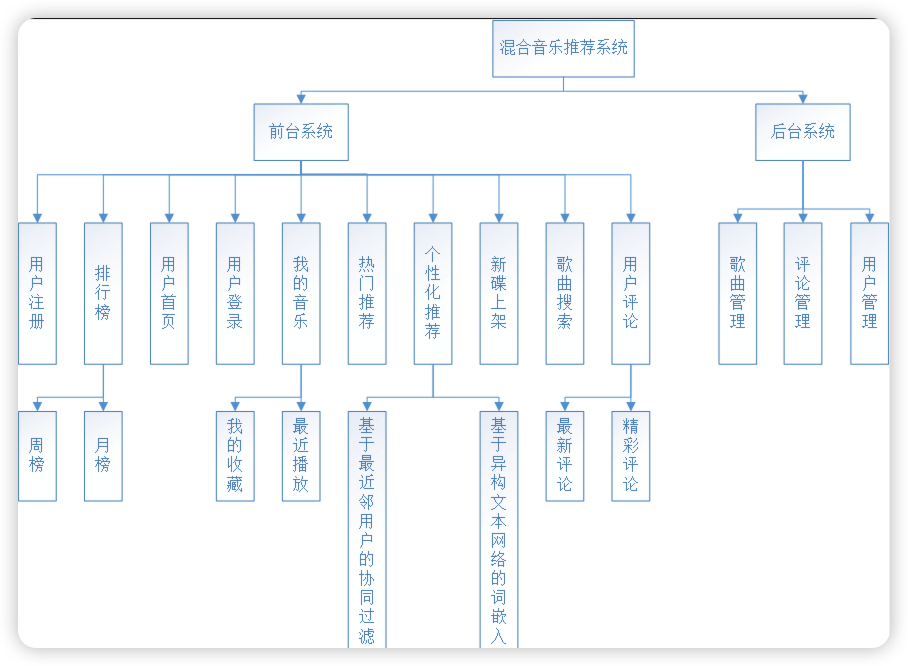 混合音乐推荐系统
前台系统
后台系统
用户注册
排行榜
用户首页
用户登录
我的音乐
热门推荐
个性化推荐
新碟上架
歌曲搜索
用户评论
歌曲管理
评论管理
用户管理
周榜
月榜
我的收藏
最近播放
基于最近邻用户的协同过滤
基于异构文本网络的词嵌入
最新评论
精彩评论